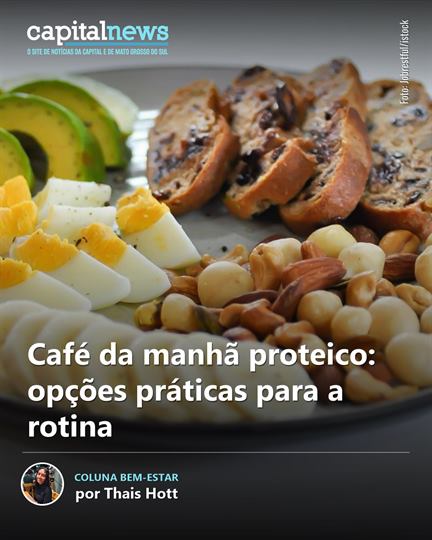 capitalnews
O SITE DE NOTÍCIAS DA CAPITAL E DE MATO GROSSO DO SUL
Foto: Jobrestful/istock
Café da manhã proteico:
opções práticas para a
rotina
COLUNA BEM-ESTAR
por Thais Hott